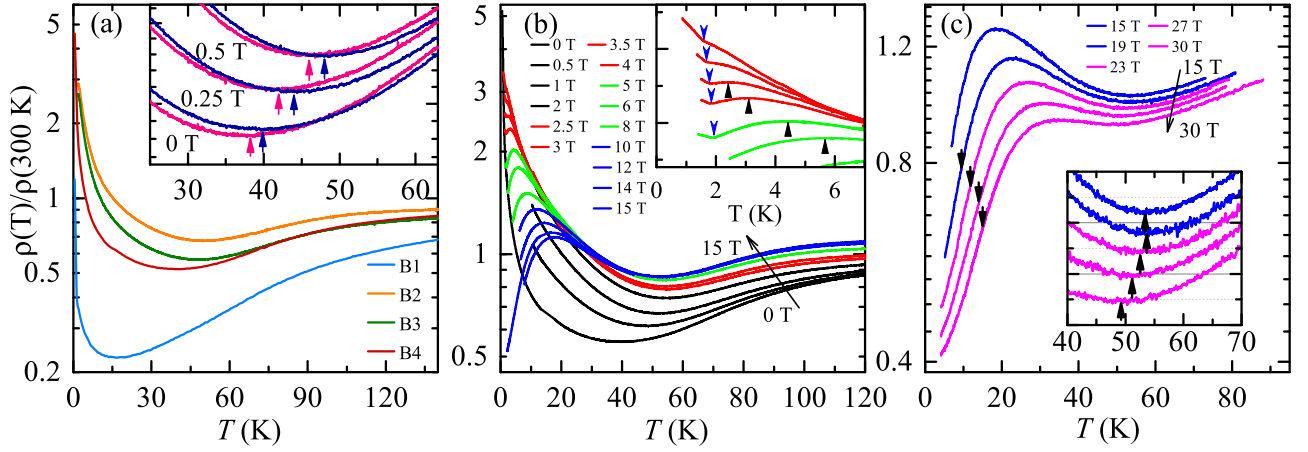 ρ(T)/ρ(300 K)
(a)
0.5 T
0.25 T
0 T
30 40 50 60
5
1
0.5
0.2
B1
B2
B3
B4
0 30 60 90 120
T (K)
(b)
0 T 3.5 T
0.5 T 4 T
1 T 5 T
2 T 6 T
2 T 8 T
2.5 T 10 T
3 T 12 T
14 T
15 T
0 2 4 6
T (K)
15 T
0 T
5
2
1
0.5
0 20 40 60 80 100 120
T (K)
(c)
15 T 27 T
19 T 30 T
23 T
15 T
30 T
1.2
0.8
0.4
40 50 60 70
0 20 40 60 80
T (K)